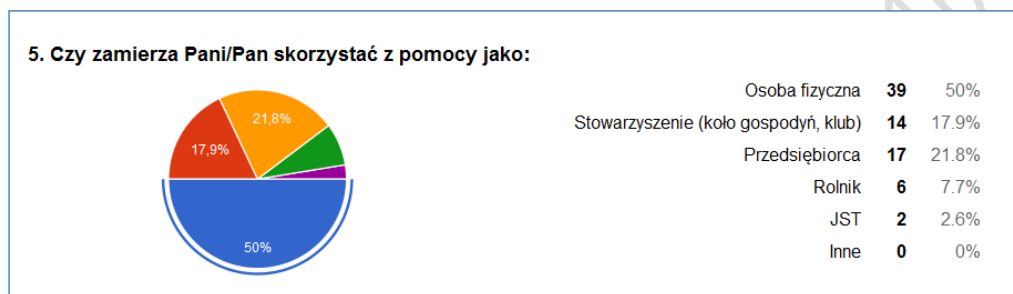 5. Czy zamierza Pani/Pan skorzystać z pomocy jako:
21,8%
17,9%
50%
Osoba fizyczna 39 50%
Stowarzyszenie (koło gospodyń, klub) 14 17.9%
Przedsiębiorca 17 21.8%
Rolnik 6 7.7%
JST 2 2.6%
Inne 0 0%